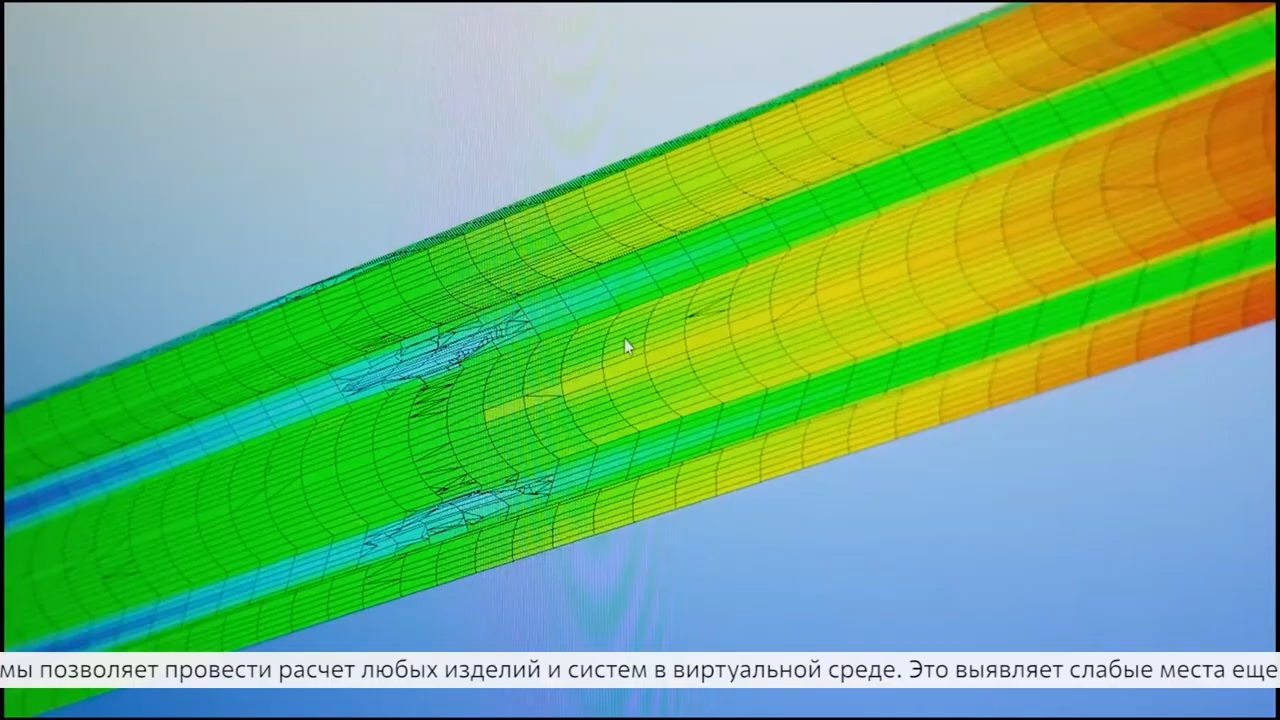 мы позволяет провести расчет любых изделий и систем в виртуальной среде. Это выявляет слабые места еще